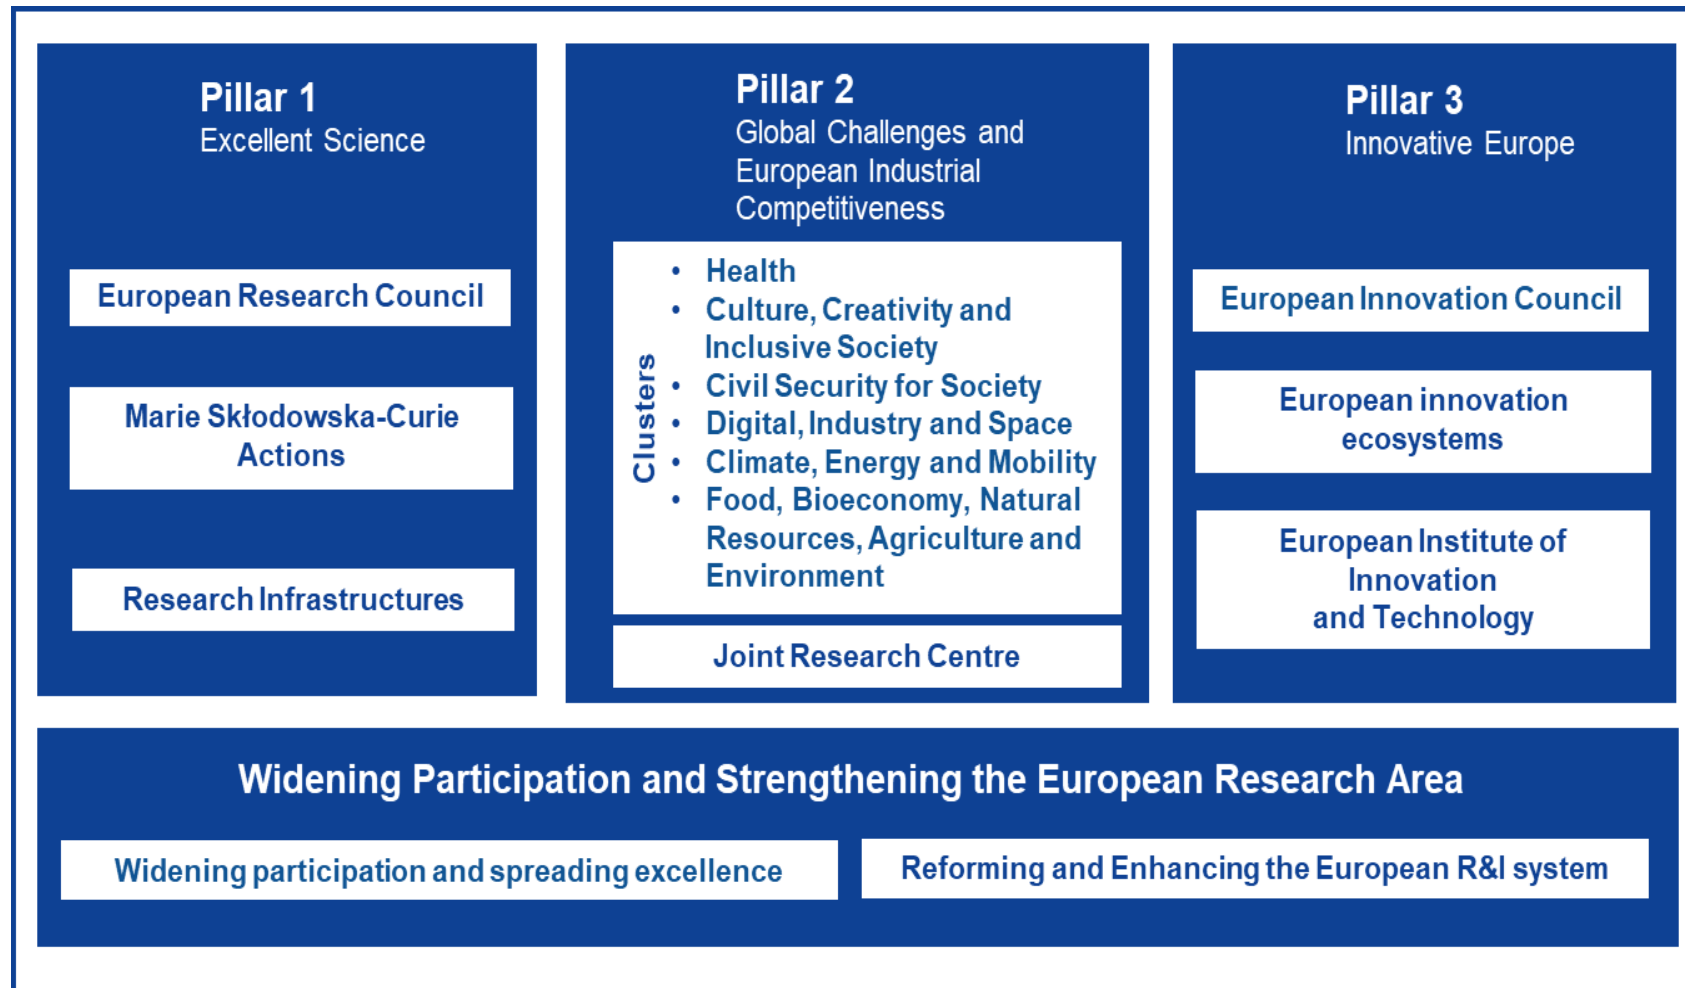 Pillar 1
Excellent Science
European Research Council
Marie Skłodowska-Curie
Actions
Research Infrastructures
Pillar 2
Global Challenges and
European Industrial
Competitiveness
Clusters
• Health
• Culture, Creativity and
Inclusive Society
• Civil Security for Society
• Digital, Industry and Space
• Climate, Energy and Mobility
• Food, Bioeconomy, Natural
Resources, Agriculture and
Environment
Joint Research Centre
Pillar 3
Innovative Europe
European Innovation Council
European innovation
ecosystems
European Institute of
Innovation
and Technology
Widening Participation and Strengthening the European Research Area
Widening participation and spreading excellence
Reforming and Enhancing the European R&I system